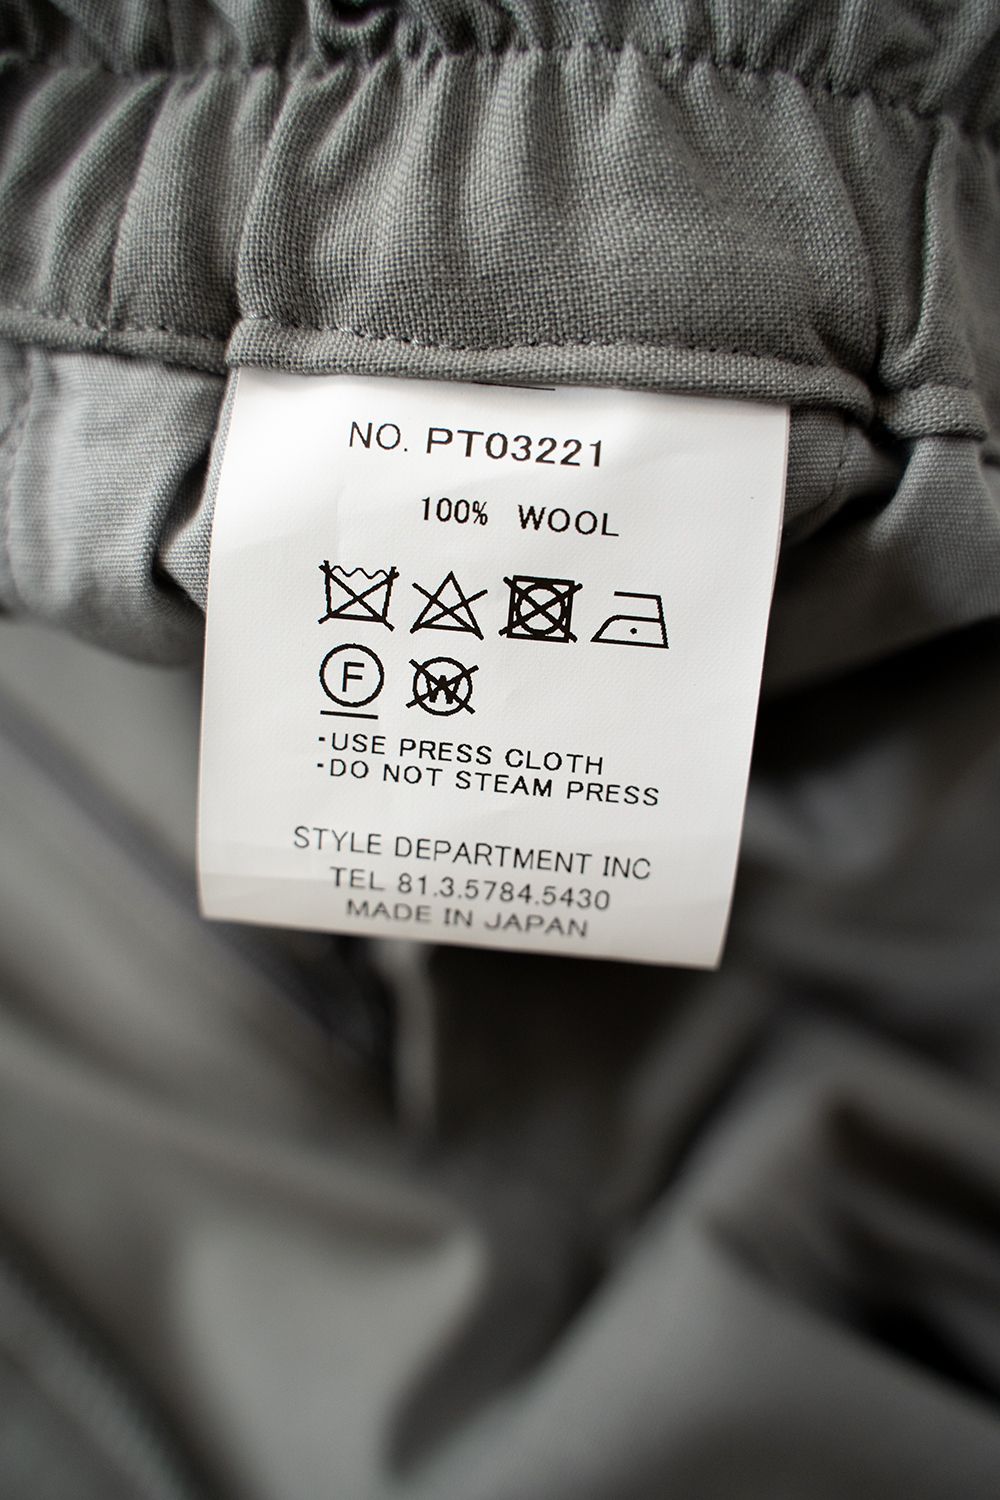 NO. PT03221
100% WOOL
F W
·USE PRESS CLOTH
·DO NOT STEAM PRESS
STYLE DEPARTMENT INC
TEL 81.3.5784.5430
MADE IN JAPAN